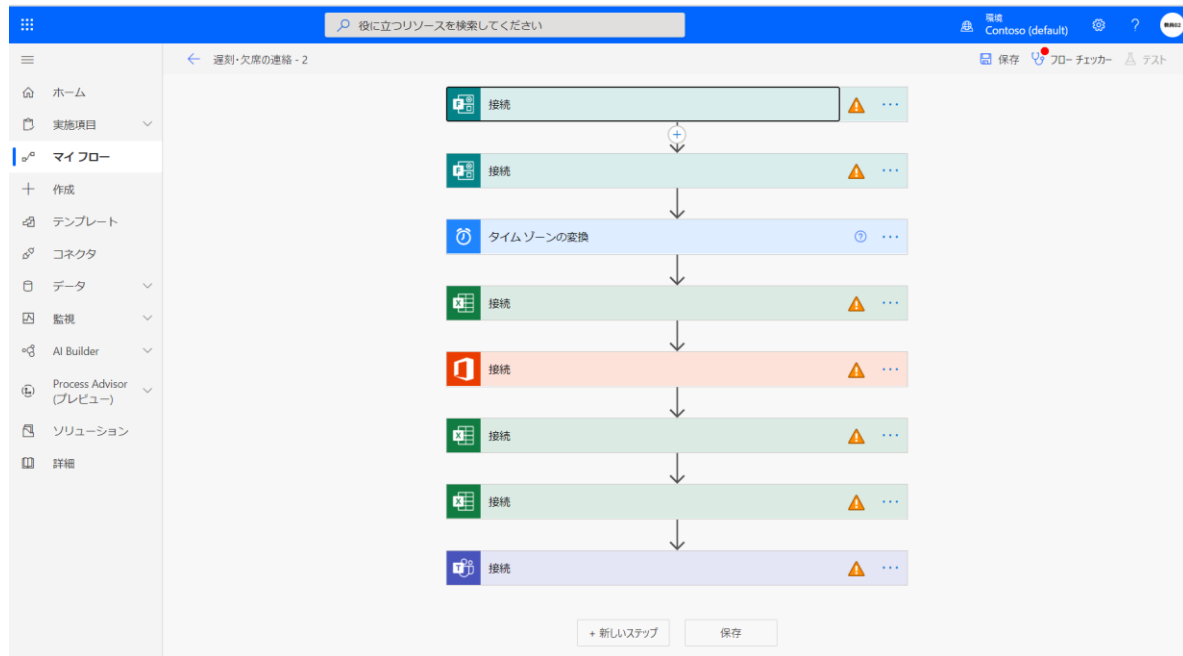 役に立つリソースを検索してください
環境
Contoso (default)
?
教員02
遅刻・欠席の連絡 - 2
保存
フロー チェッカー
テスト
ホーム
実施項目
マイ フロー
作成
テンプレート
コネクタ
データ
監視
AI Builder
Process Advisor
(プレビュー)
ソリューション
詳細
接続
接続
タイム ゾーンの変換
接続
接続
接続
接続
接続
+ 新しいステップ
保存